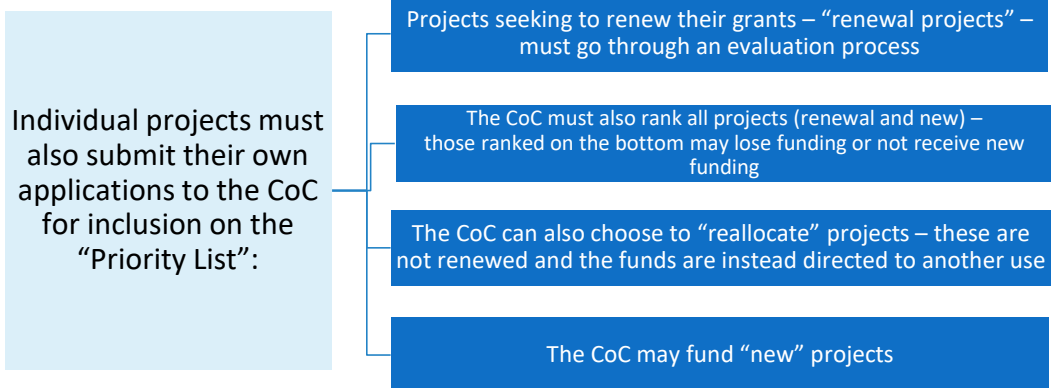 Individual projects must
also submit their own
applications to the CoC
for inclusion on the
“Priority List”:
Projects seeking to renew their grants – “renewal projects” –
must go through an evaluation process
The CoC must also rank all projects (renewal and new) –
those ranked on the bottom may lose funding or not receive new
funding
The CoC can also choose to “reallocate” projects – these are
not renewed and the funds are instead directed to another use
The CoC may fund “new” projects